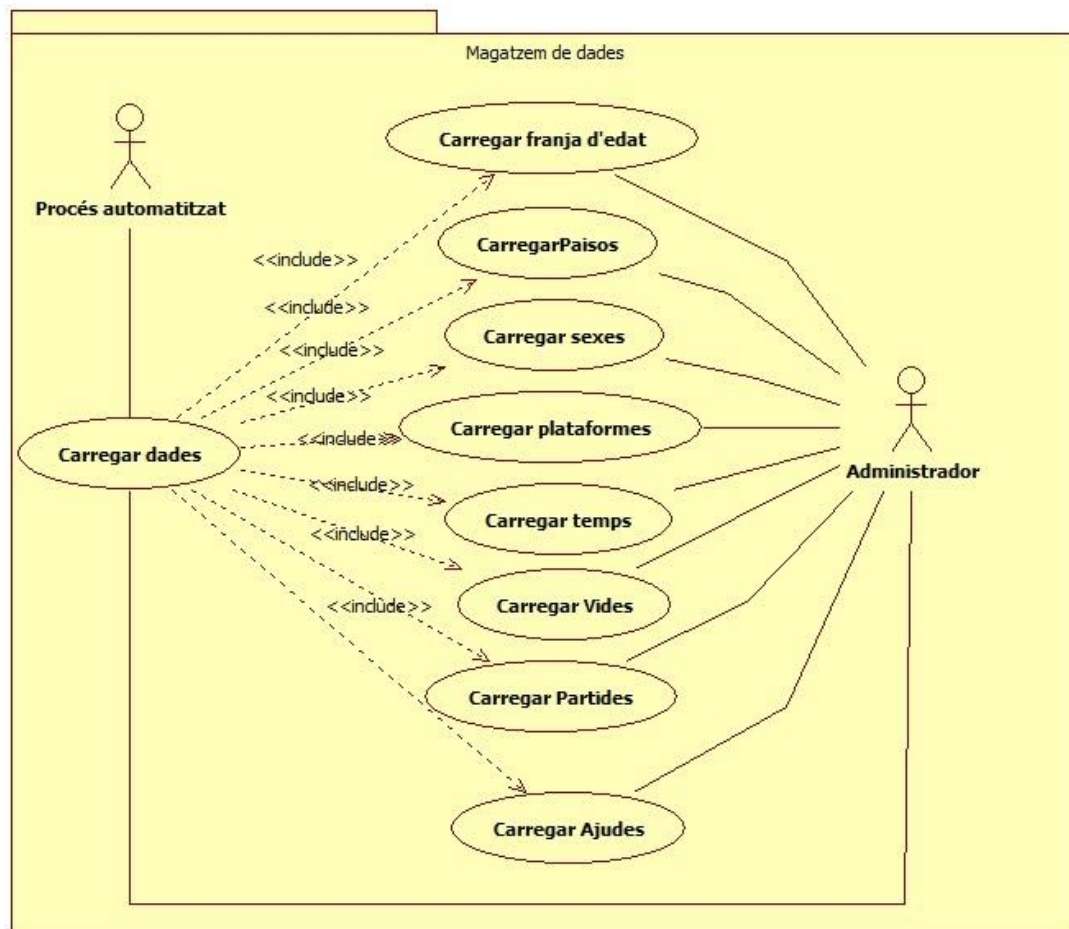 Magatzem de dades
Carregar franja d'edat
Procés automatitzat
CarregarPaisos
<<include>>
<<include>>
Carregar sexes
<<include>>
<<include>>
Carregar plataformes
<<include>>
Carregar dades
Administrador
<<include>>
Carregar temps
<<include>>
Carregar Vides
<<include>>
Carregar Partides
Carregar Ajudes